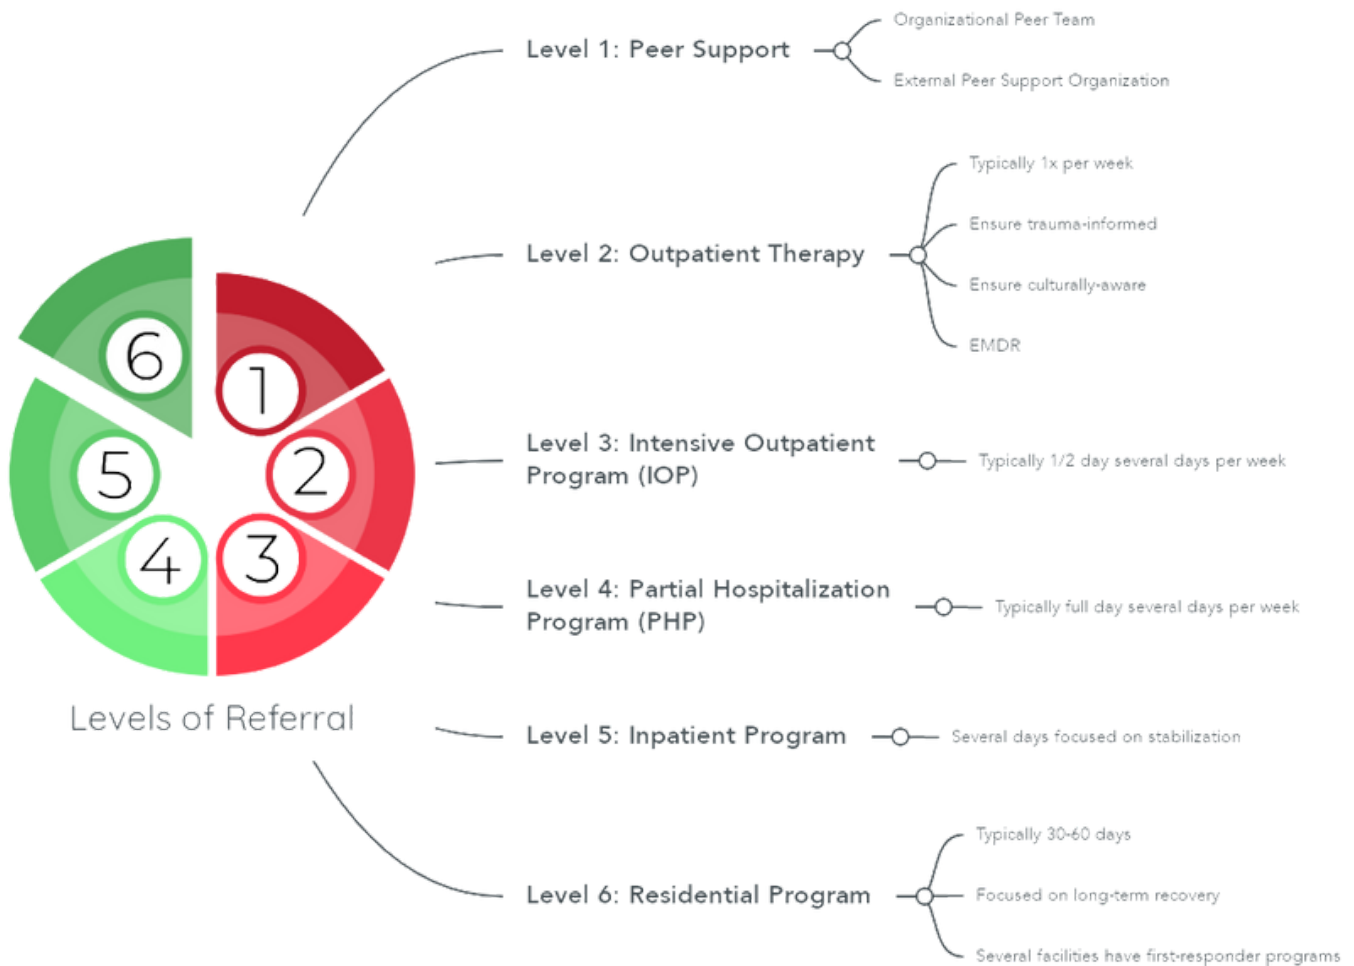 Level 1: Peer Support
Organizational Peer Team
External Peer Support Organization
Level 2: Outpatient Therapy
Typically 1x per week
Ensure trauma-informed
Ensure culturally-aware
EMDR
Level 3: Intensive Outpatient
Program (IOP)
Typically 1/2 day several days per week
Level 4: Partial Hospitalization
Program (PHP)
Typically full day several days per week
Level 5: Inpatient Program
Several days focused on stabilization
Level 6: Residential Program
Typically 30-60 days
Focused on long-term recovery
Several facilities have first-responder programs
1
2
3
4
5
6
Levels of Referral